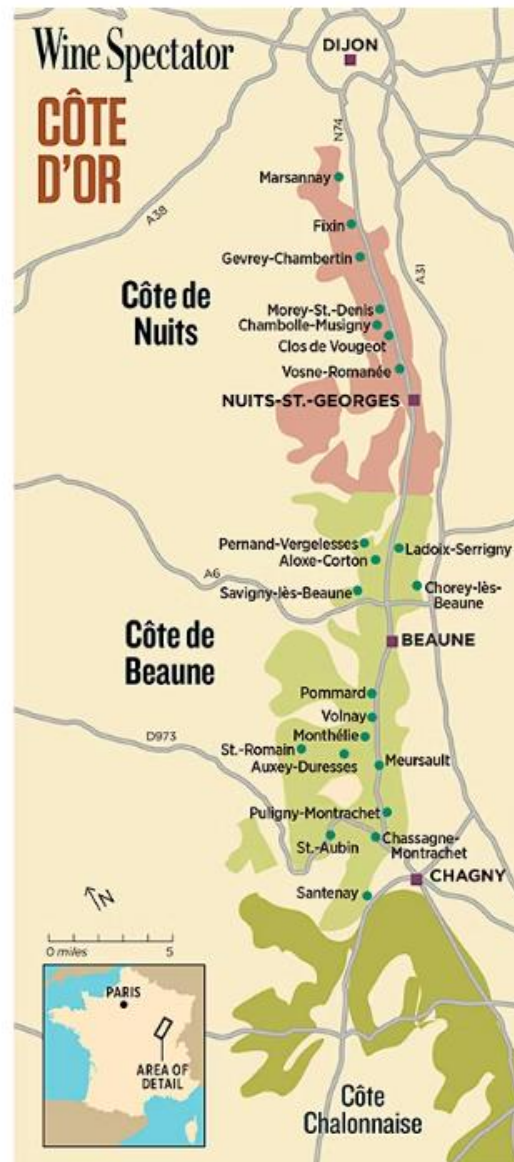 Wine Spectator
CÔTE
D'OR
DIJON
N74
Marsannay
A38
Fixin
Gevrey-Chambertin
A31
Côte de
Nuits
Morey-St.-Denis
Chambolle-Musigny
Clos de Vougeot
Vosne-Romanée
NUITS-ST.-GEORGES
Pernand-Vergelesses
Ladoix-Serrigny
Aloxe-Corton
A6
Savigny-lès-Beaune
Chorey-lès-
Beaune
Côte de
Beaune
BEAUNE
Pommard
Volnay
D973
Monthélie
St.-Romain
Auxey-Duresses
Meursault
Puligny-Montrachet
St.-Aubin
Chassagne-
Montrachet
CHAGNY
Santenay
N
0 miles 5
PARIS
AREA OF
DETAIL
Côte
Chalonnaise